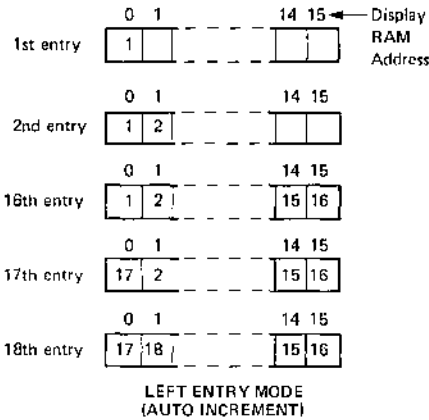 0 1 14 15 Display
RAM
Address
1st entry 1
0 1 14 15
2nd entry 1 2
0 1 14 15
16th entry 1 2 15 16
0 1 14 15
17th entry 17 2 15 16
0 1 14 15
18th entry 17 18 15 16
LEFT ENTRY MODE
(AUTO INCREMENT)